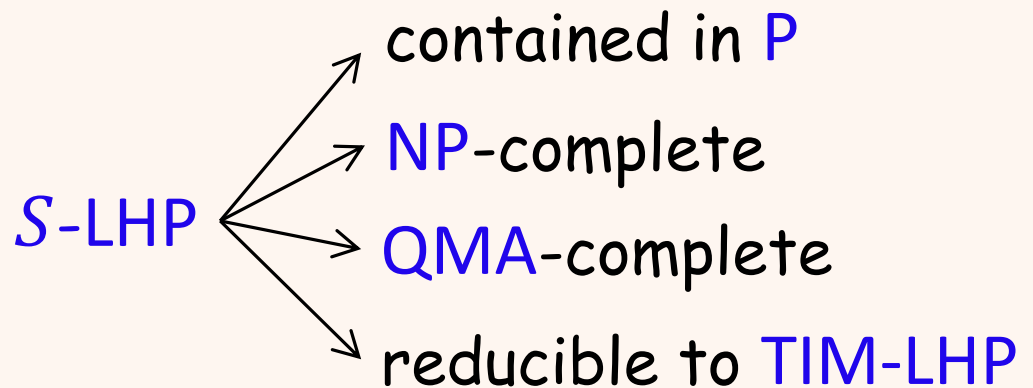 contained in P
NP-complete
S-LHP
QMA-complete
reducible to TIM-LHP